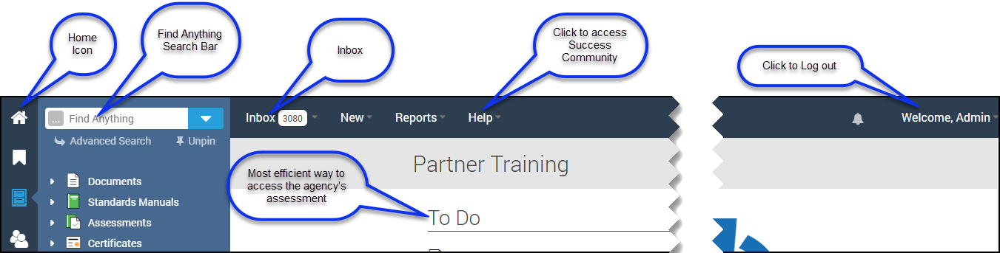 Home
Icon
Find Anything
Search Bar
Inbox
Click to access
Success
Community
Click to Log out
... Find Anything
Inbox 3080 New Reports Help
Welcome, Admin
Advanced Search Unpin
Partner Training
Most efficient way to
access the agency's
assessment
To Do
Documents
Standards Manuals
Assessments
Certificates